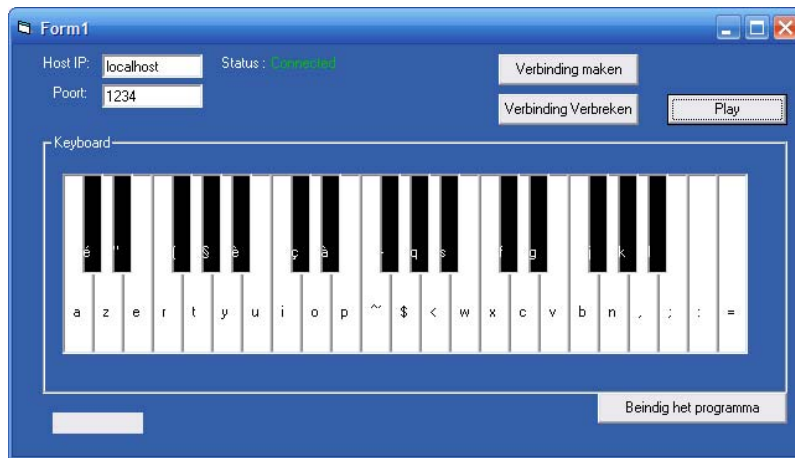 Form1
Host IP: localhost Status : Connected Verbinding maken
Poort: 1234 Verbinding Verbreken Play
Keyboard
é " ( § è ç à - q s f g j k l
a z e r t y u i o p ~ $ < w x c v b n , ; : =
Beindig het programma